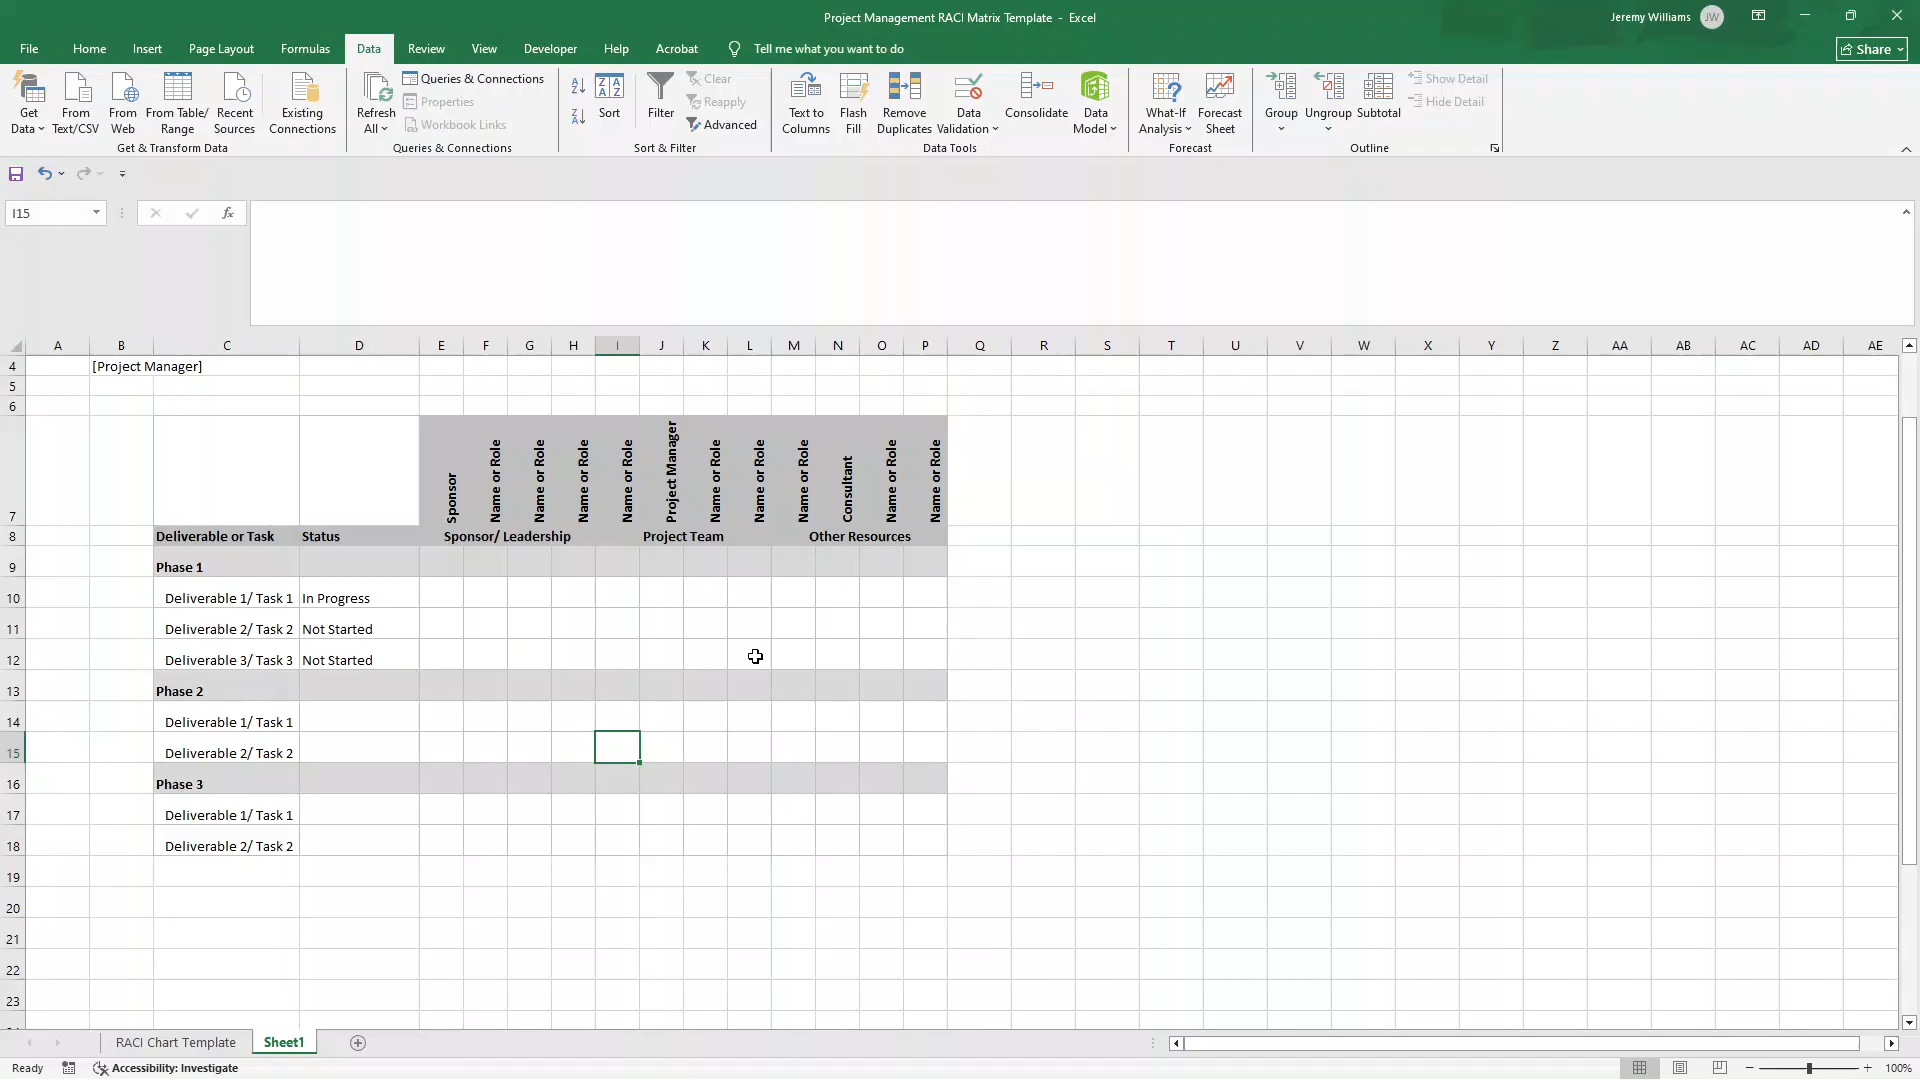 Project Management RACI Matrix Template - Excel
Jeremy Williams JW
File Home Insert Page Layout Formulas Data Review View Developer Help Acrobat Tell me what you want to do Share
Get Data
From Text/CSV
From Web
From Table/ Range
Recent Sources
Existing Connections
Get & Transform Data
Refresh All
Queries & Connections
Properties
Workbook Links
Queries & Connections
Sort
Filter
Clear
Reapply
Advanced
Sort & Filter
Text to Columns
Flash Fill
Remove Duplicates
Data Validation
Consolidate
Data Model
Data Tools
What-If Analysis
Forecast Sheet
Forecast
Group
Ungroup
Subtotal
Show Detail
Hide Detail
Outline
I15
fx
A B C D E F G H I J K L M N O P Q R S T U V W X Y Z AA AB AC AD AE
4 [Project Manager]
5
6
7 Sponsor Name or Role Name or Role Name or Role Name or Role Project Manager Name or Role Name or Role Name or Role Consultant Name or Role Name or Role
8 Deliverable or Task Status Sponsor/ Leadership Project Team Other Resources
9 Phase 1
10 Deliverable 1/ Task 1 In Progress
11 Deliverable 2/ Task 2 Not Started
12 Deliverable 3/ Task 3 Not Started
13 Phase 2
14 Deliverable 1/ Task 1
15 Deliverable 2/ Task 2
16 Phase 3
17 Deliverable 1/ Task 1
18 Deliverable 2/ Task 2
19
20
21
22
23
RACI Chart Template Sheet1
Ready Accessibility: Investigate 100%